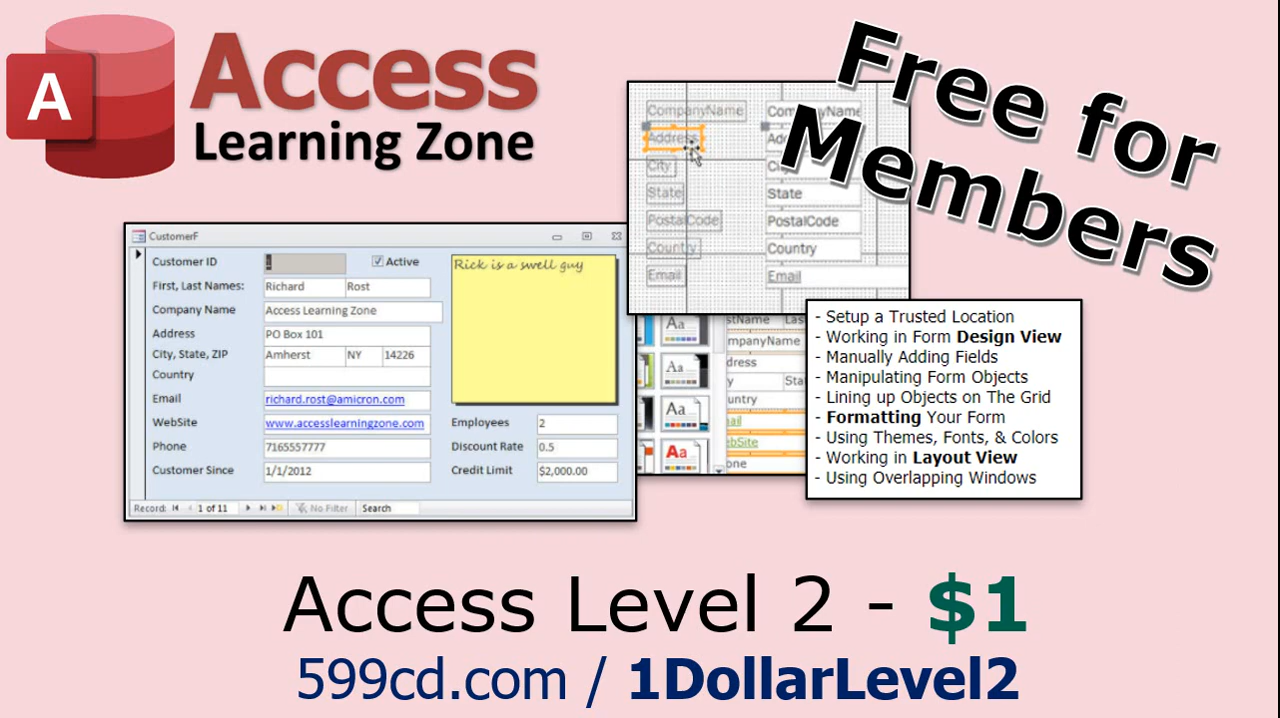 A
Access
Learning Zone
Free for
Members
CompanyName
Address
City
State
PostalCode
Country
Email
CompanyName
State
PostalCode
Country
Email
CustomerF
Customer ID
Active
Rick is a swell guy
First, Last Names: Richard Rost
Company Name Access Learning Zone
Address PO Box 101
City, State, ZIP Amherst NY 14226
Country
Email richard.rost@amicron.com
WebSite www.accesslearningzone.com
Phone 7165557777
Customer Since 1/1/2012
Employees 2
Discount Rate 0.5
Credit Limit $2,000.00
Record: 1 of 11 No Filter Search
Aa
Aa
Aa
Aa
- Setup a Trusted Location
- Working in Form Design View
- Manually Adding Fields
- Manipulating Form Objects
- Lining up Objects on The Grid
- Formatting Your Form
- Using Themes, Fonts, & Colors
- Working in Layout View
- Using Overlapping Windows
Access Level 2 - $1
599cd.com / 1DollarLevel2